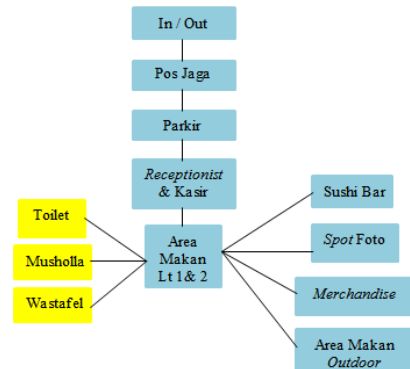 In / Out
Pos Jaga
Parkir
Receptionist
& Kasir
Area
Makan
Lt 1& 2
Toilet
Musholla
Wastafel
Sushi Bar
Spot Foto
Merchandise
Area Makan
Outdoor